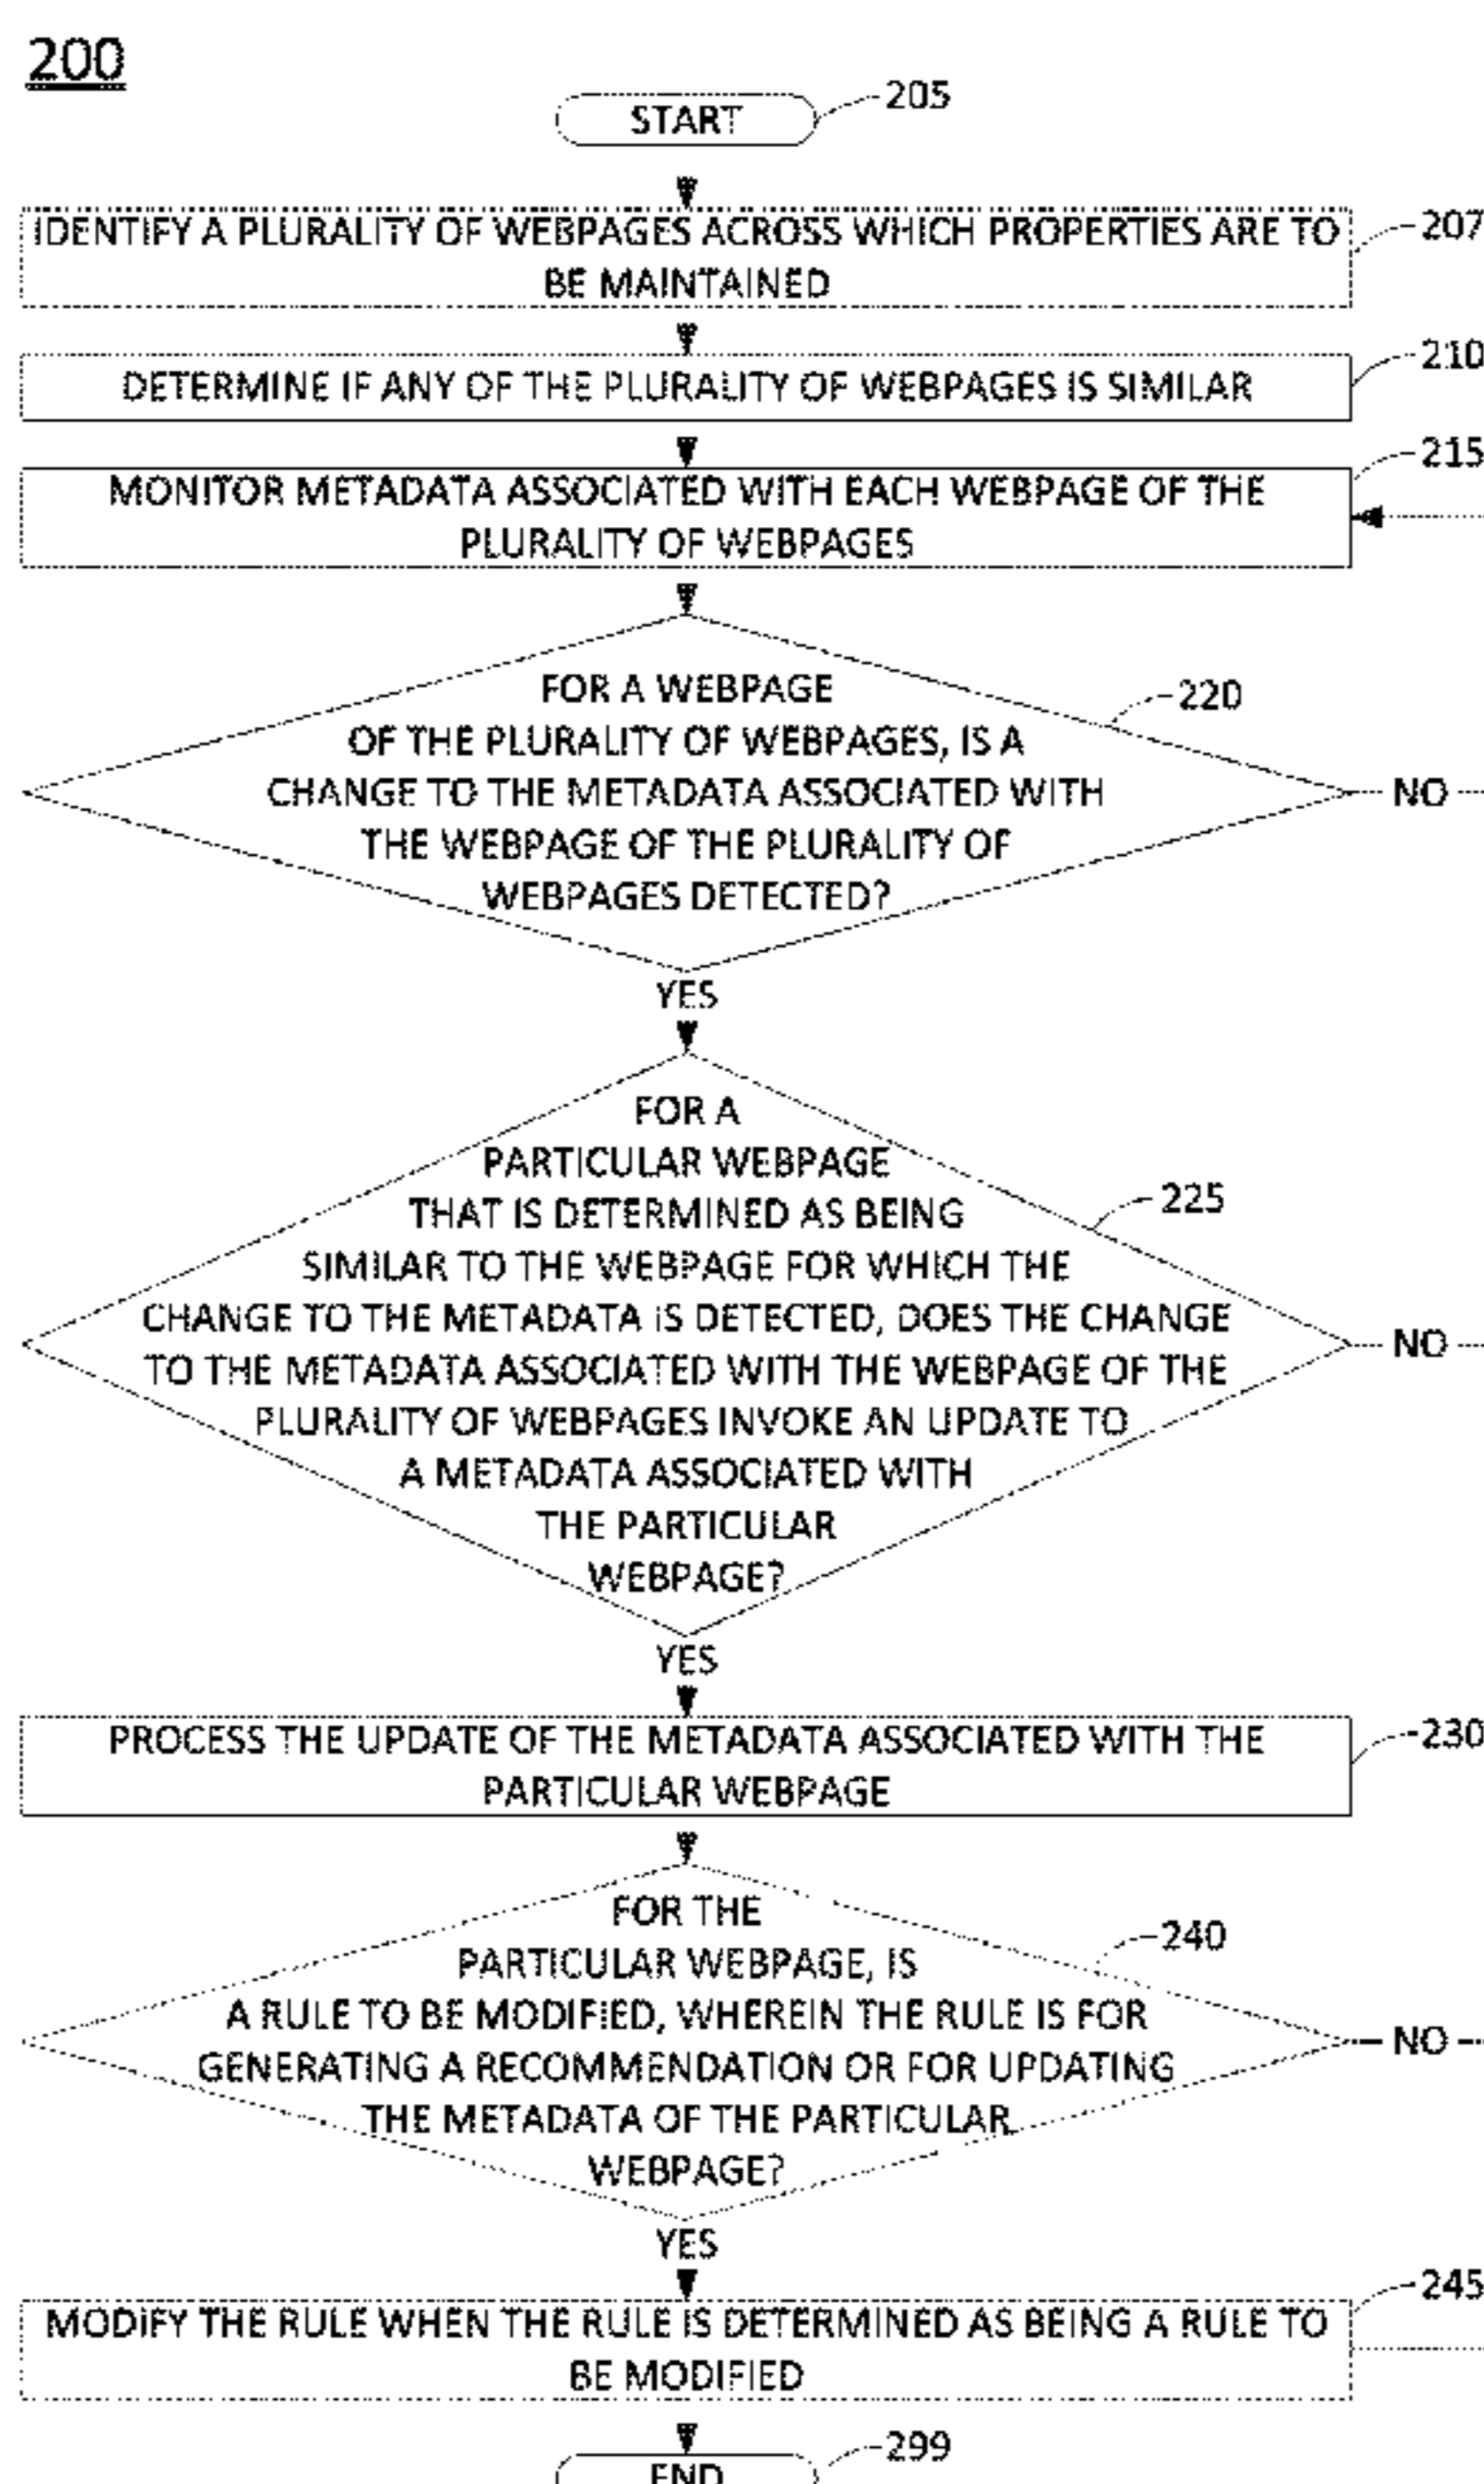 200
START
205
IDENTIFY A PLURALITY OF WEBPAGES ACROSS WHICH PROPERTIES ARE TO
BE MAINTAINED
207
DETERMINE IF ANY OF THE PLURALITY OF WEBPAGES IS SIMILAR
210
MONITOR METADATA ASSOCIATED WITH EACH WEBPAGE OF THE
PLURALITY OF WEBPAGES
215
FOR A WEBPAGE
OF THE PLURALITY OF WEBPAGES, IS A
CHANGE TO THE METADATA ASSOCIATED WITH
THE WEBPAGE OF THE PLURALITY OF
WEBPAGES DETECTED?
220
NO
YES
FOR A
PARTICULAR WEBPAGE
THAT IS DETERMINED AS BEING
SIMILAR TO THE WEBPAGE FOR WHICH THE
CHANGE TO THE METADATA IS DETECTED, DOES THE CHANGE
TO THE METADATA ASSOCIATED WITH THE WEBPAGE OF THE
PLURALITY OF WEBPAGES INVOKE AN UPDATE TO
A METADATA ASSOCIATED WITH
THE PARTICULAR
WEBPAGE?
225
NO
YES
PROCESS THE UPDATE OF THE METADATA ASSOCIATED WITH THE
PARTICULAR WEBPAGE
230
FOR THE
PARTICULAR WEBPAGE, IS
A RULE TO BE MODIFIED, WHEREIN THE RULE IS FOR
GENERATING A RECOMMENDATION OR FOR UPDATING
THE METADATA OF THE PARTICULAR
WEBPAGE?
240
NO
YES
MODIFY THE RULE WHEN THE RULE IS DETERMINED AS BEING A RULE TO
BE MODIFIED
245
END
299